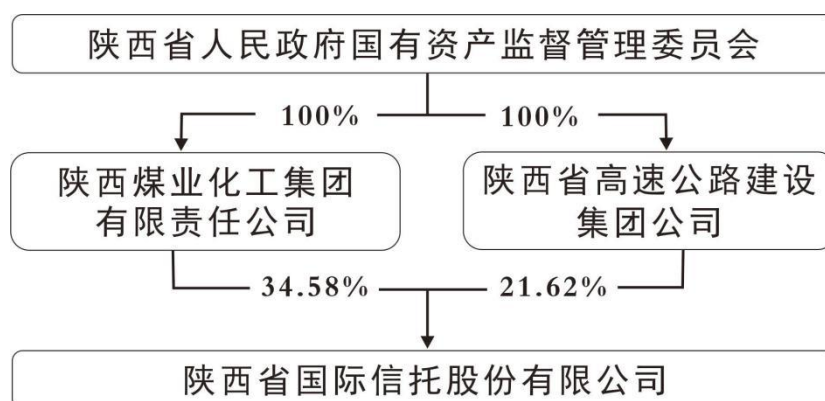 陕西省人民政府国有资产监督管理委员会
100%
100%
陕西煤业化工集团
有限责任公司
陕西省高速公路建设
集团公司
34.58%
21.62%
陕西省国际信托股份有限公司